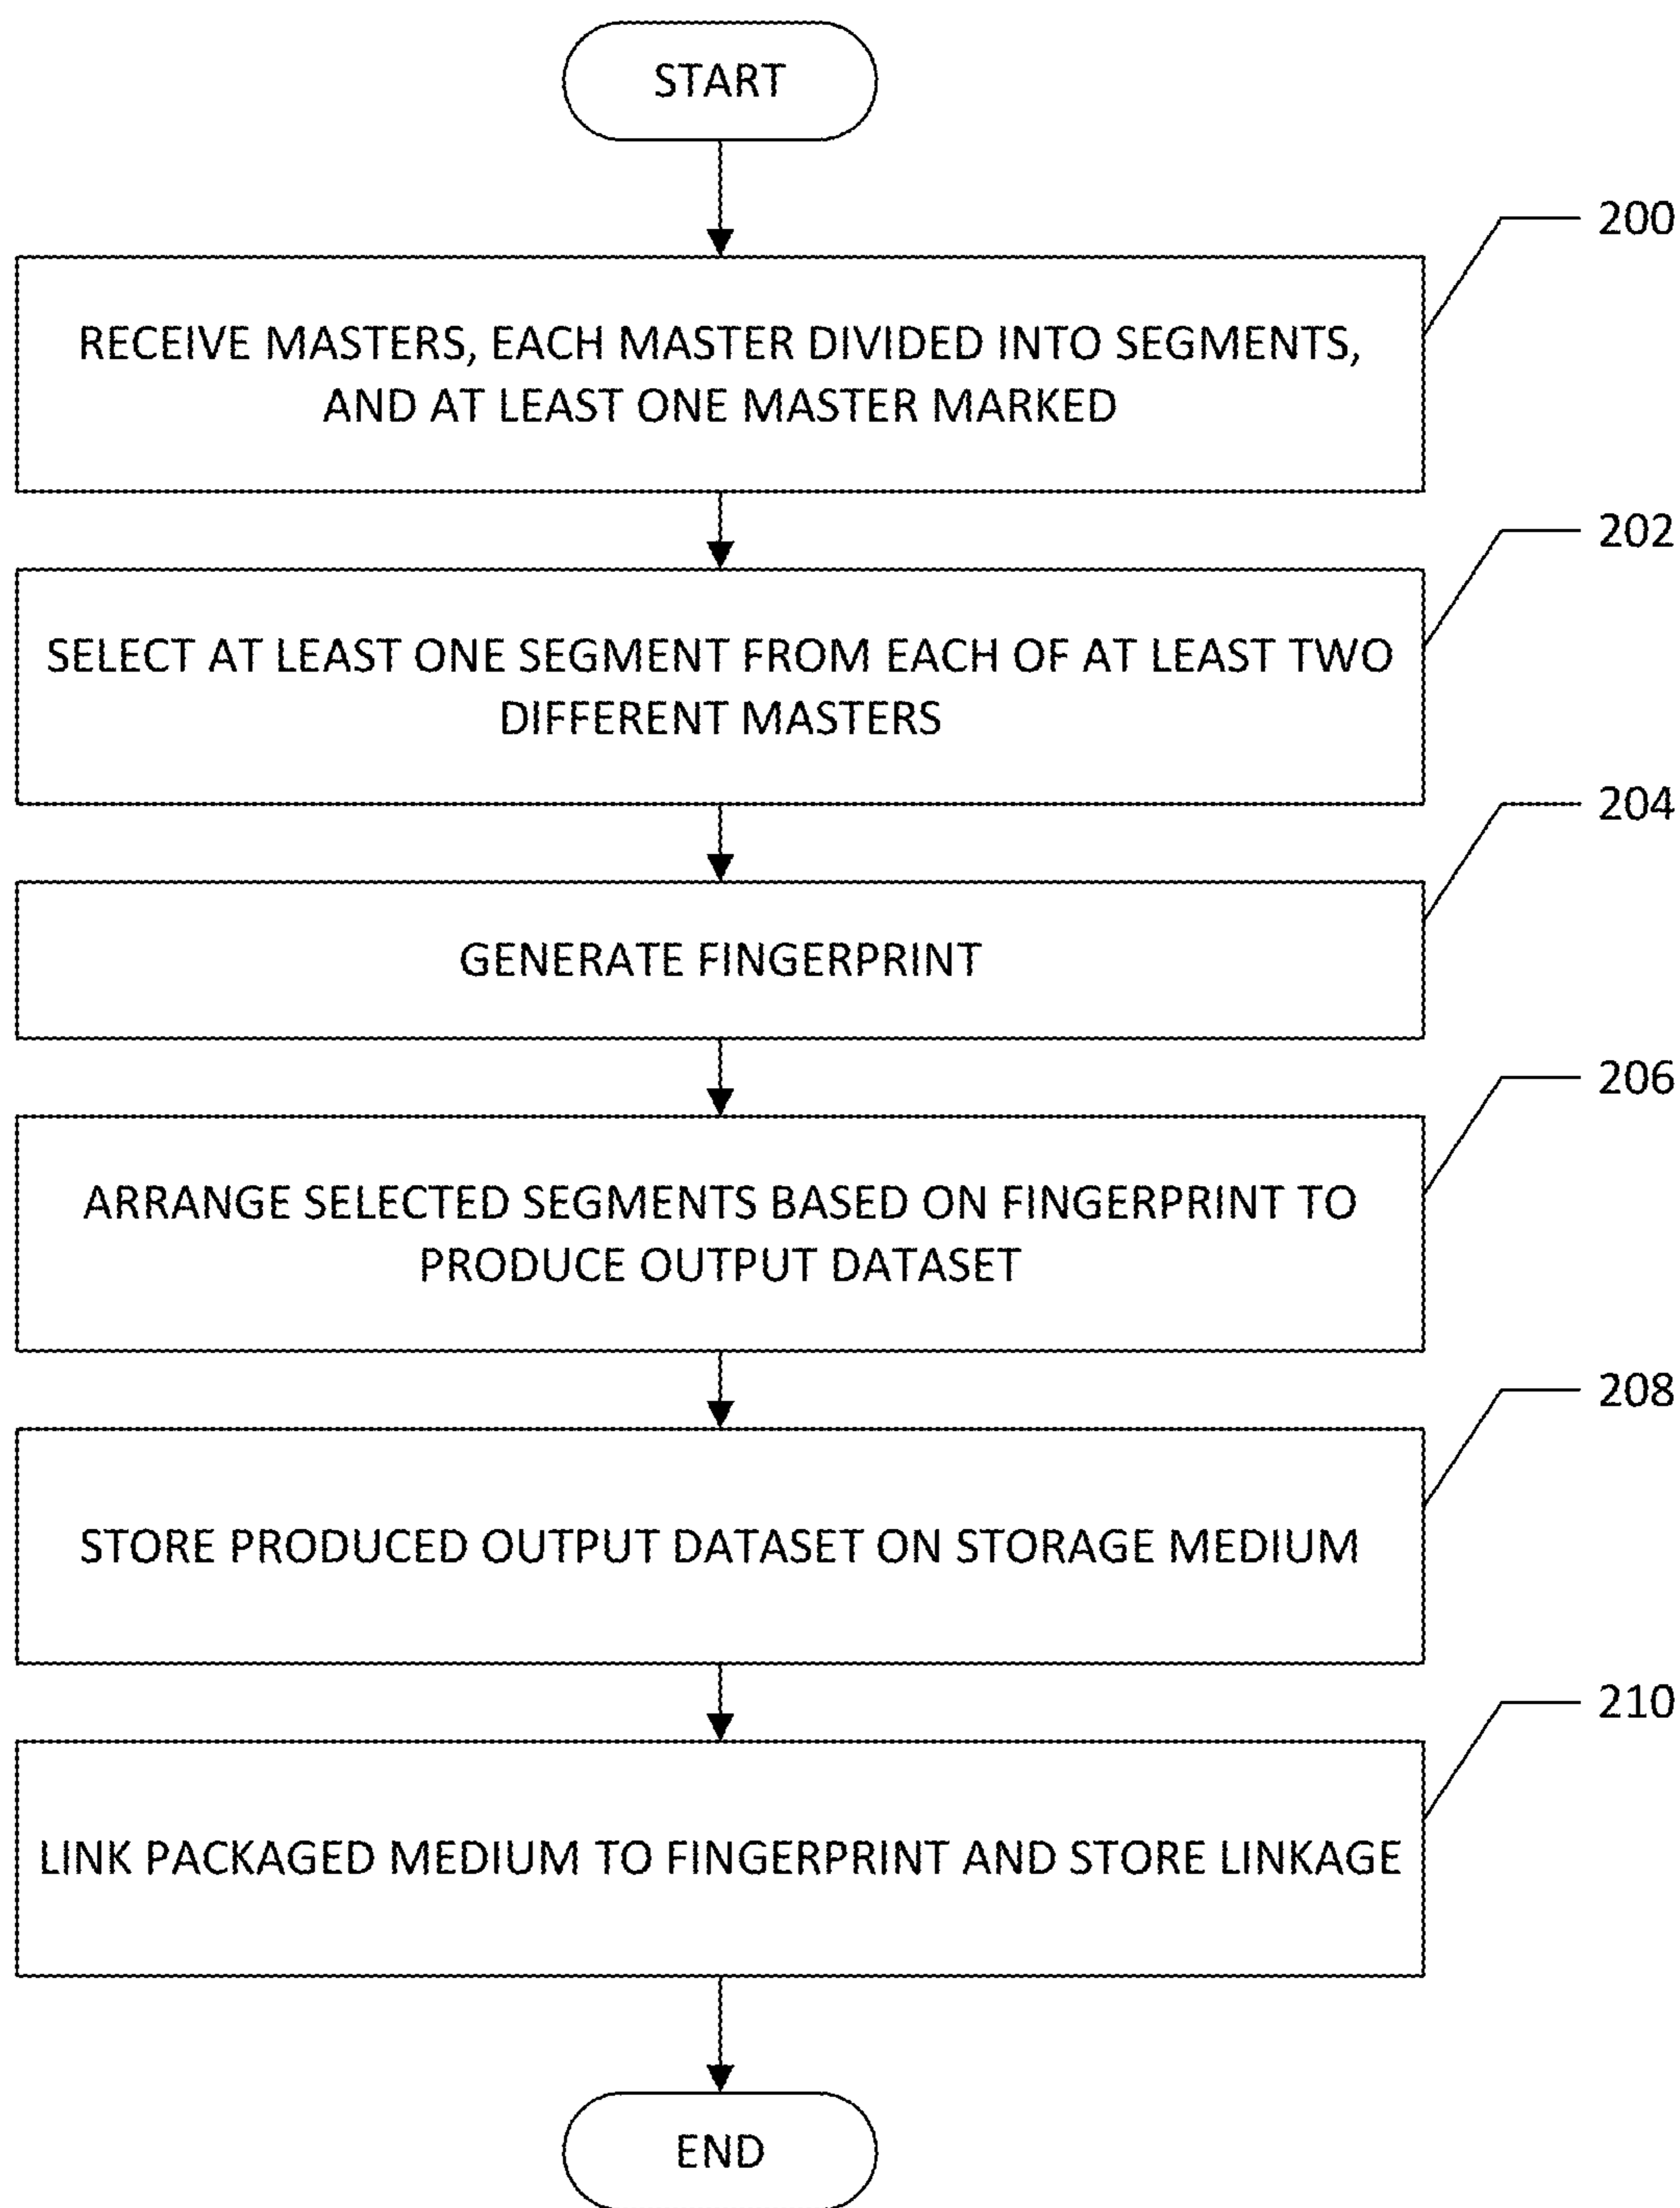 START
200
RECEIVE MASTERS, EACH MASTER DIVIDED INTO SEGMENTS,
AND AT LEAST ONE MASTER MARKED
202
SELECT AT LEAST ONE SEGMENT FROM EACH OF AT LEAST TWO
DIFFERENT MASTERS
204
GENERATE FINGERPRINT
206
ARRANGE SELECTED SEGMENTS BASED ON FINGERPRINT TO
PRODUCE OUTPUT DATASET
208
STORE PRODUCED OUTPUT DATASET ON STORAGE MEDIUM
210
LINK PACKAGED MEDIUM TO FINGERPRINT AND STORE LINKAGE
END